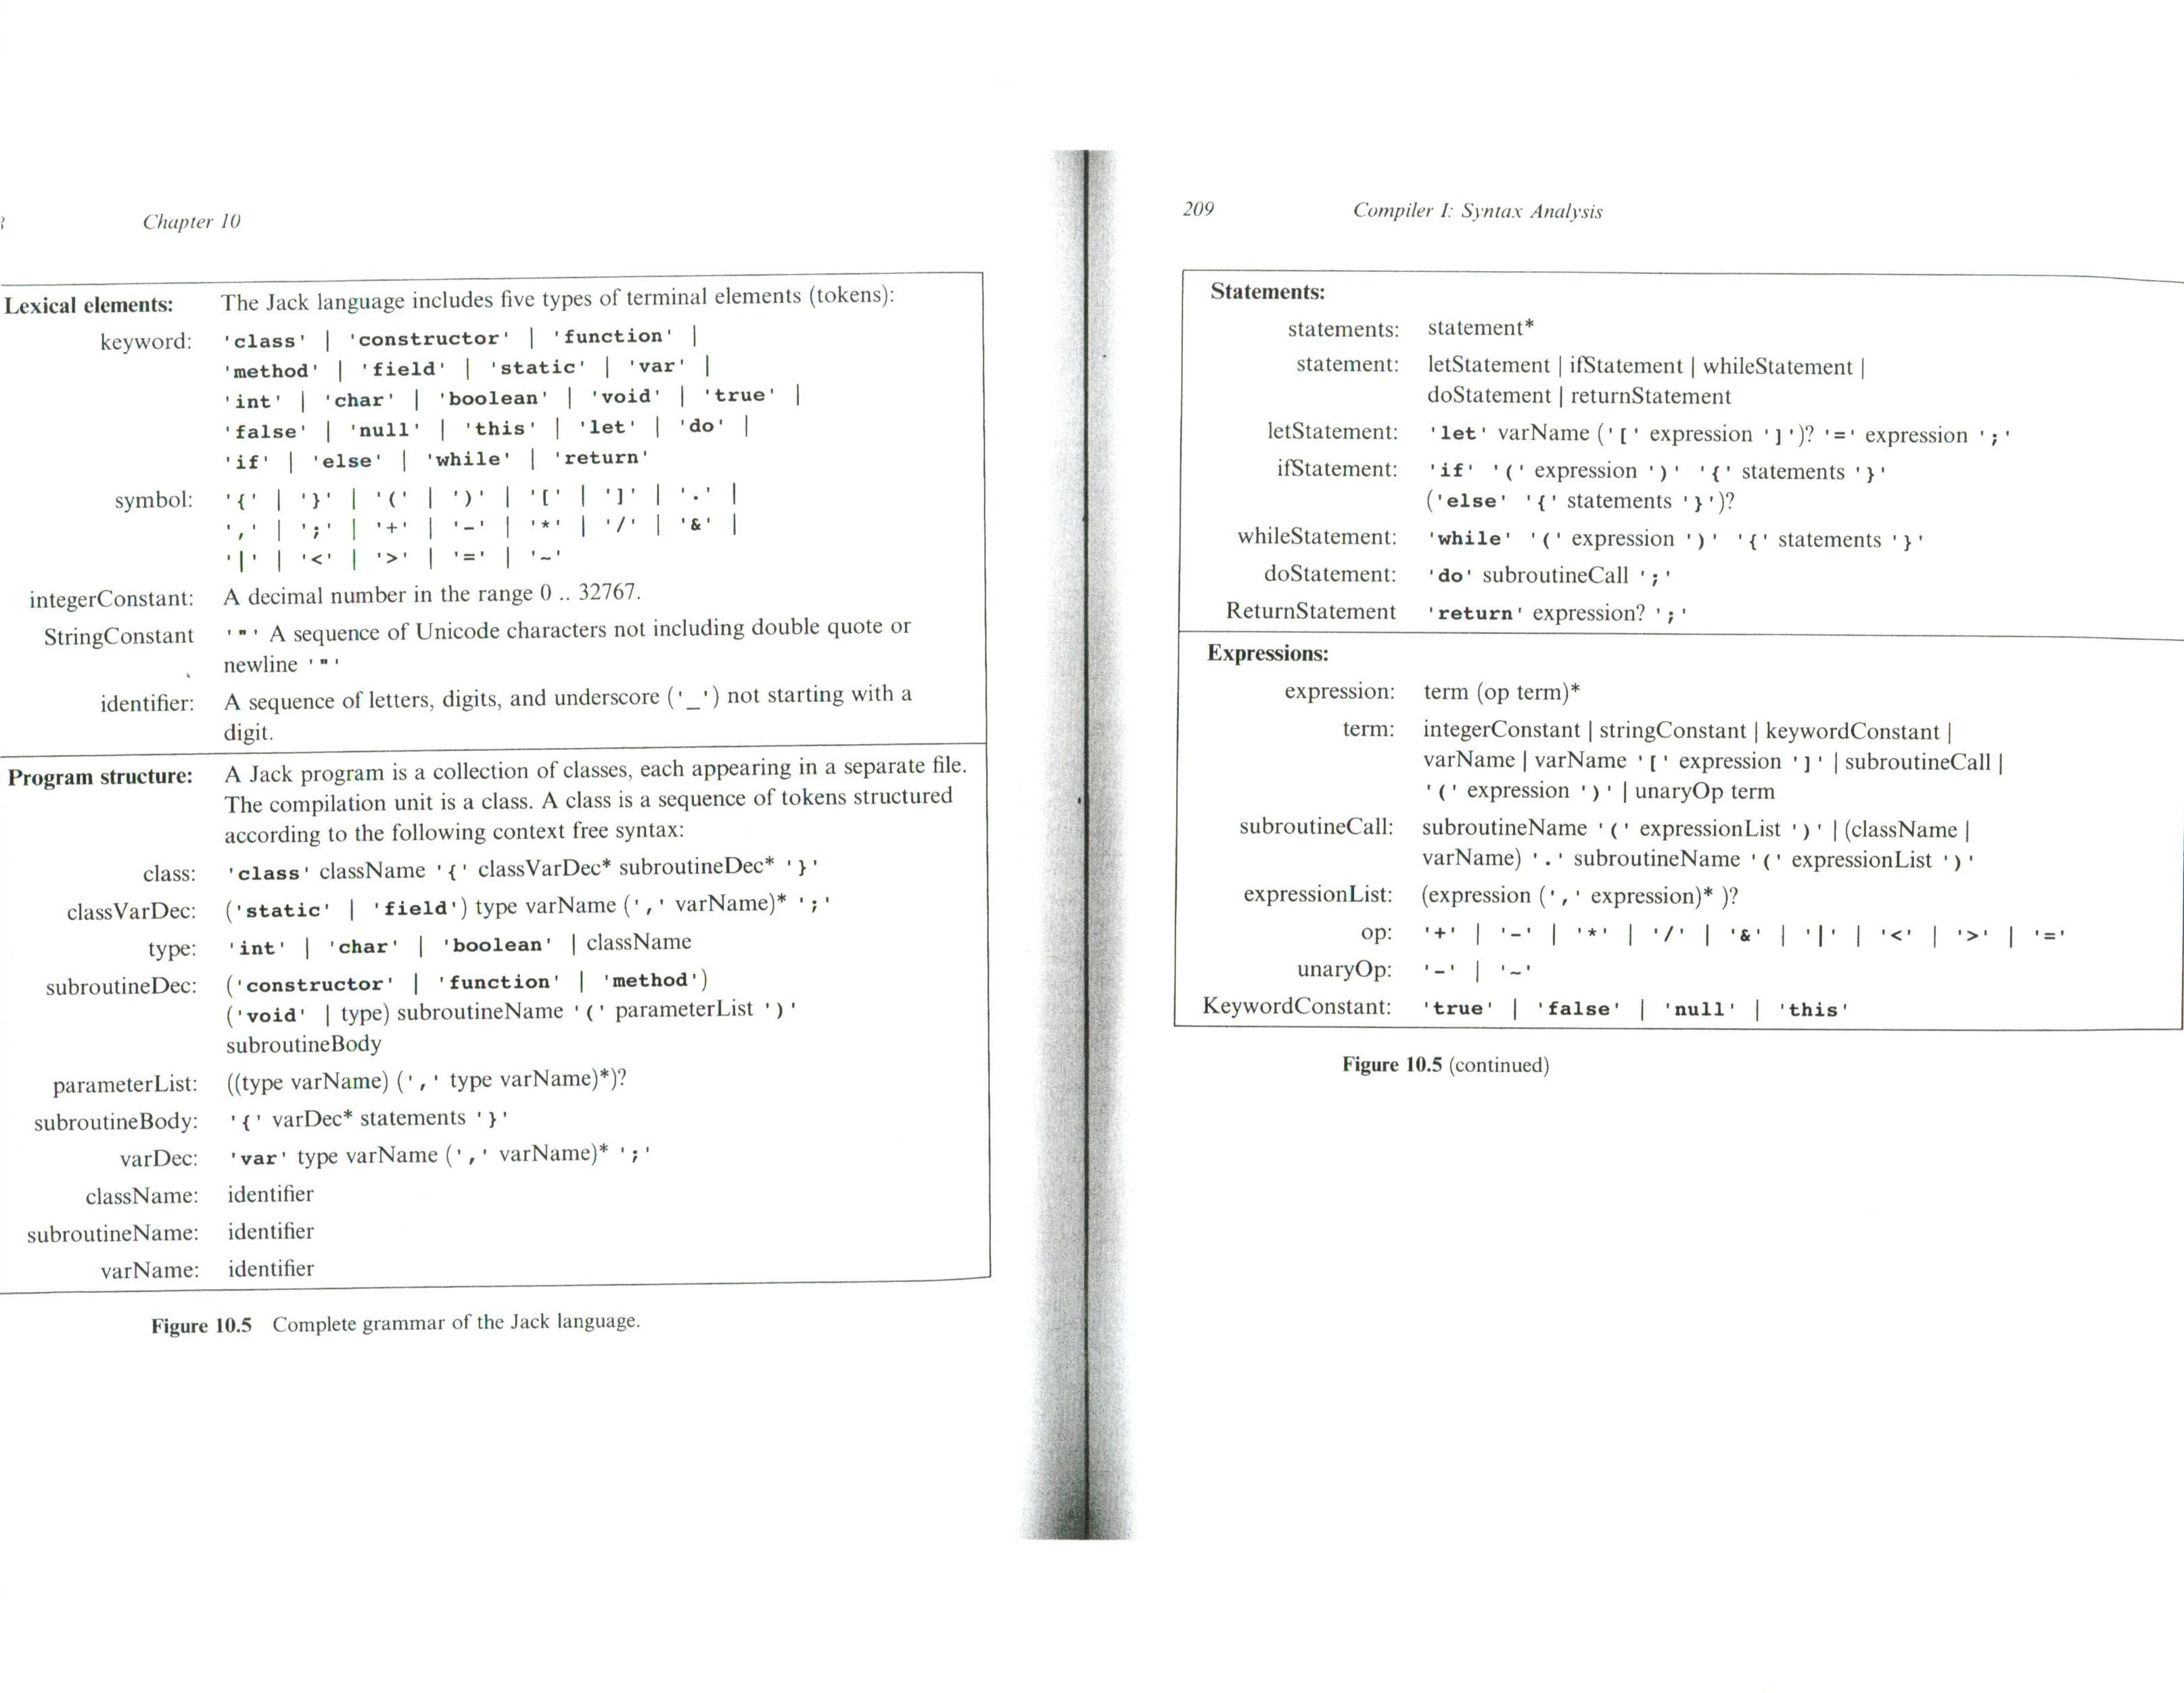 Chapter 10
Lexical elements: The Jack language includes five types of terminal elements (tokens):
keyword: 'class' | 'constructor' | 'function' |
'method' | 'field' | 'static' | 'var' |
'int' | 'char' | 'boolean' | 'void' | 'true' |
'false' | 'null' | 'this' | 'let' | 'do' |
'if' | 'else' | 'while' | 'return'
symbol: '{' | '}' | '(' | ')' | '[' | ']' | '.' |
',' | ';' | '+' | '-' | '*' | '/' | '&' |
'|' | '<' | '>' | '=' | '~'
integerConstant: A decimal number in the range 0 .. 32767.
StringConstant '"' A sequence of Unicode characters not including double quote or
newline '"'
identifier: A sequence of letters, digits, and underscore ('_') not starting with a
digit.
Program structure: A Jack program is a collection of classes, each appearing in a separate file.
The compilation unit is a class. A class is a sequence of tokens structured
according to the following context free syntax:
class: 'class' className '{' classVarDec* subroutineDec* '}'
classVarDec: ('static' | 'field') type varName (',' varName)* ';'
type: 'int' | 'char' | 'boolean' | className
subroutineDec: ('constructor' | 'function' | 'method')
('void' | type) subroutineName '(' parameterList ')'
subroutineBody
parameterList: ((type varName) (',' type varName)*)?
subroutineBody: '{' varDec* statements '}'
varDec: 'var' type varName (',' varName)* ';'
className: identifier
subroutineName: identifier
varName: identifier
Figure 10.5 Complete grammar of the Jack language.
209 Compiler I: Syntax Analysis
Statements:
statements: statement*
statement: letStatement | ifStatement | whileStatement |
doStatement | returnStatement
letStatement: 'let' varName ('[' expression ']')? '=' expression ';'
ifStatement: 'if' '(' expression ')' '{' statements '}'
('else' '{' statements '}')?
whileStatement: 'while' '(' expression ')' '{' statements '}'
doStatement: 'do' subroutineCall ';'
ReturnStatement 'return' expression? ';'
Expressions:
expression: term (op term)*
term: integerConstant | stringConstant | keywordConstant |
varName | varName '[' expression ']' | subroutineCall |
'(' expression ')' | unaryOp term
subroutineCall: subroutineName '(' expressionList ')' | (className |
varName) '.' subroutineName '(' expressionList ')'
expressionList: (expression (',' expression)* )?
op: '+' | '-' | '*' | '/' | '&' | '|' | '<' | '>' | '='
unaryOp: '-' | '~'
KeywordConstant: 'true' | 'false' | 'null' | 'this'
Figure 10.5 (continued)